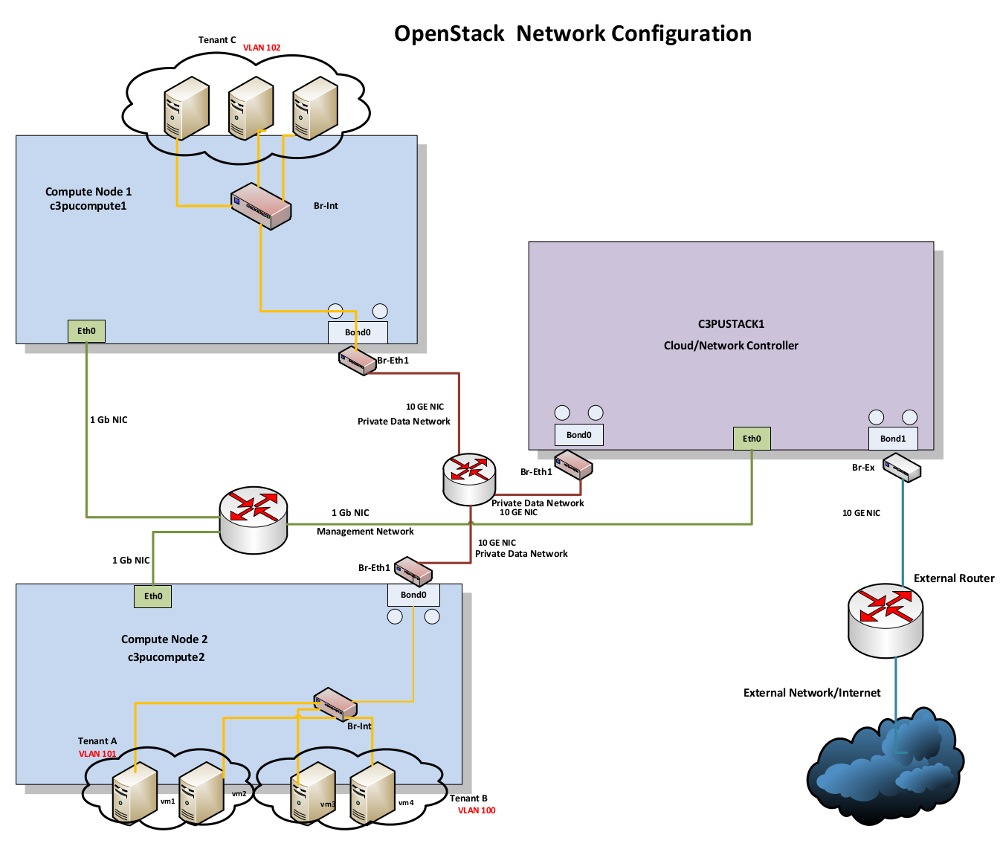 OpenStack  Network Configuration
Tenant C
VLAN 102
Compute Node 1
c3pucompute1
Br-Int
Eth0
Bond0
Br-Eth1
1 Gb NIC
10 GE NIC
Private Data Network
C3PUSTACK1
Cloud/Network Controller
Bond0
Eth0
Bond1
Br-Eth1
Br-Ex
Private Data Network
10 GE NIC
1 Gb NIC
Management Network
10 GE NIC
10 GE NIC
Private Data Network
1 Gb NIC
Br-Eth1
Eth0
Bond0
External Router
Compute Node 2
c3pucompute2
External Network/Internet
Br-Int
Tenant A
VLAN 101
vm1
vm2
vm3
vm4
Tenant B
VLAN 100